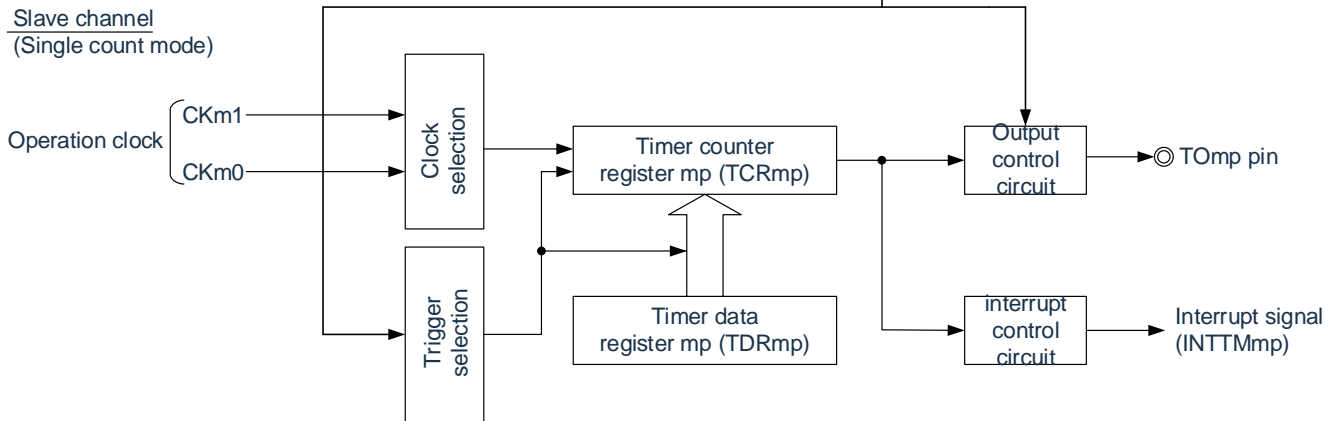 Slave channel
(Single count mode)
Operation clock
CKm1
CKm0
Clock
selection
Trigger
selection
Timer counter
register mp (TCRmp)
Timer data
register mp (TDRmp)
Output
control
circuit
TOmp pin
interrupt
control
circuit
Interrupt signal
(INTTMmp)